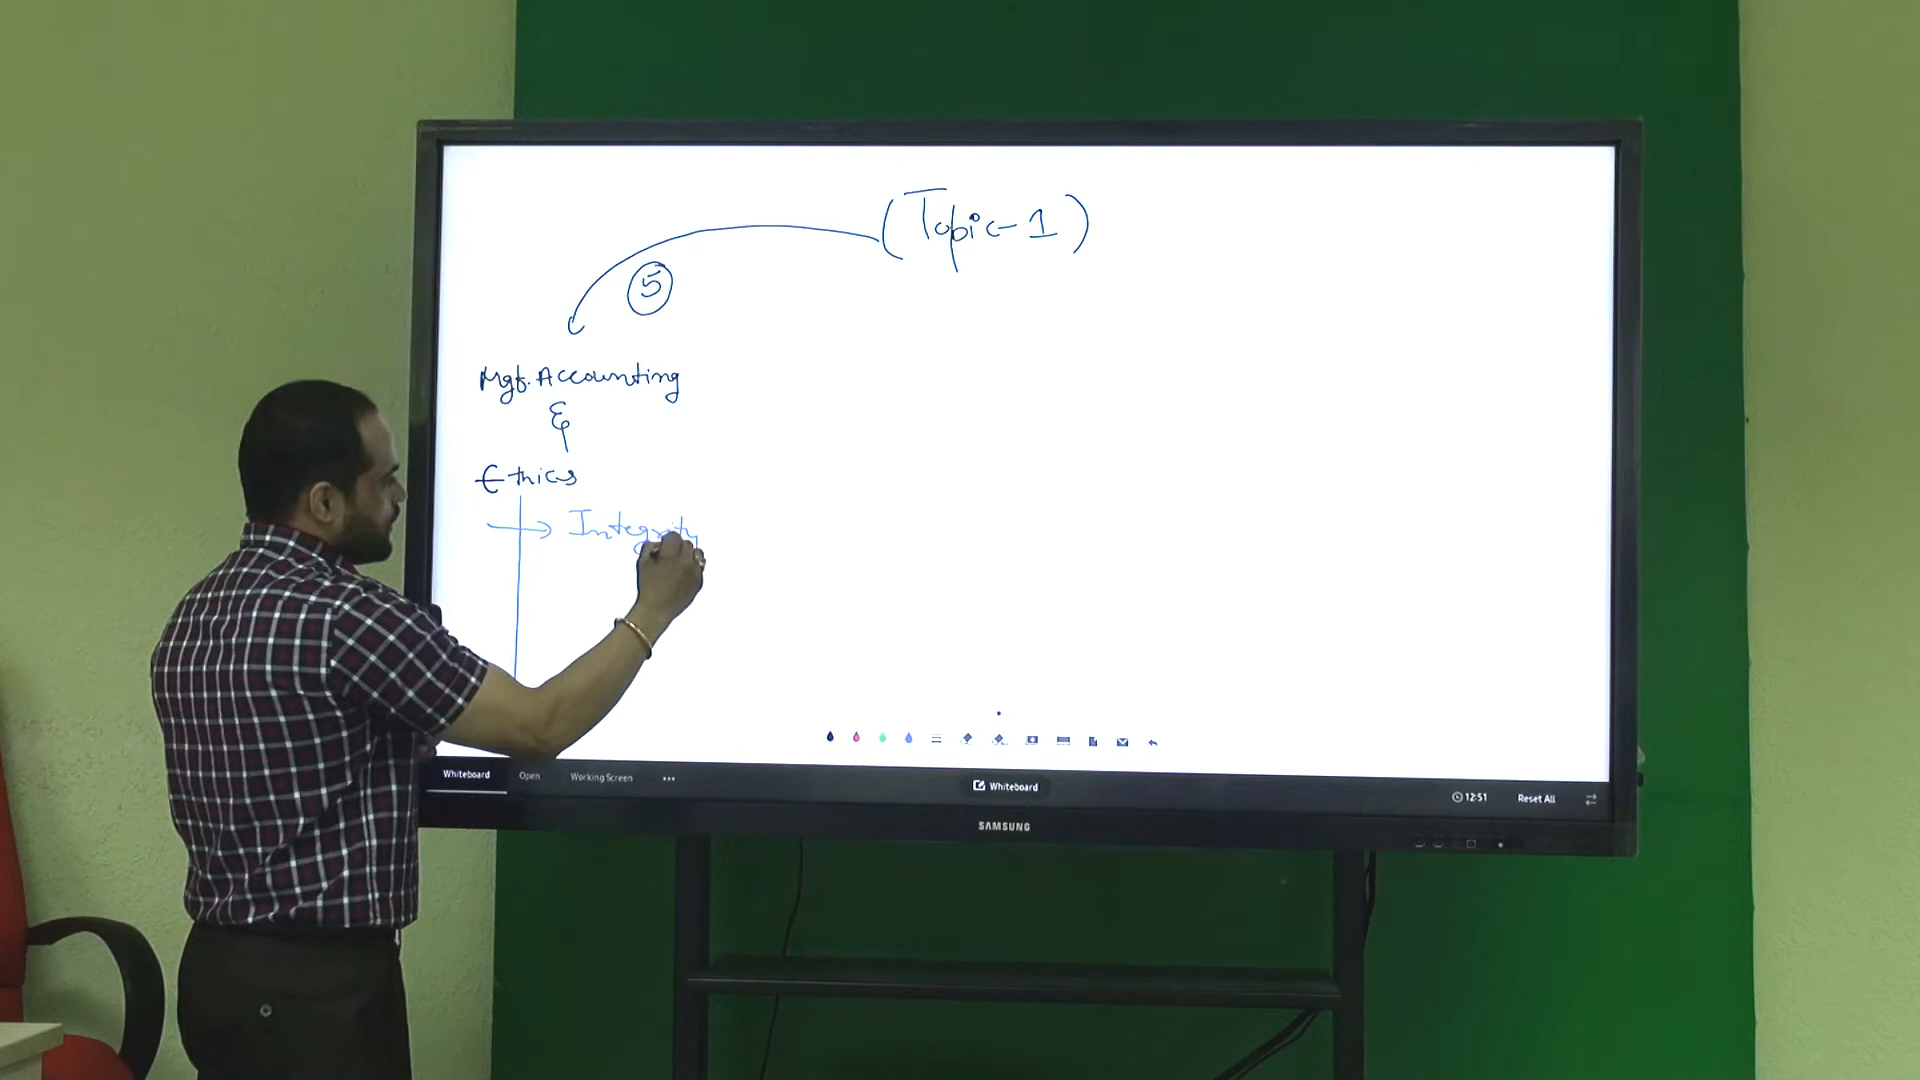 (Topic-1)
5
Mgt. Accounting
&
Ethics
Integrity
Whiteboard
Open
Working Screen
Whiteboard
12:51
Reset All
SAMSUNG